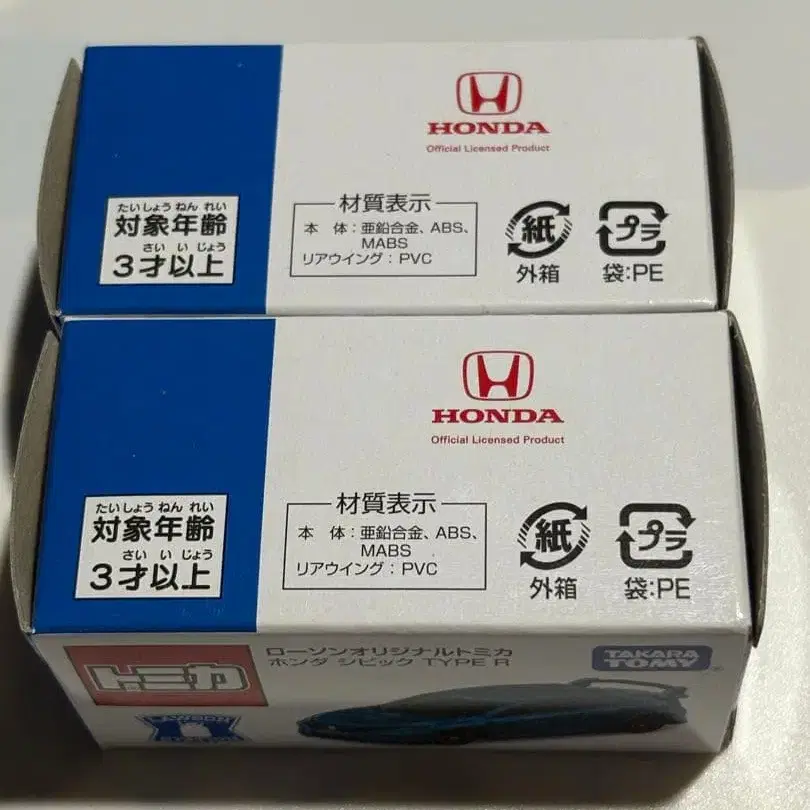 HONDA
Official Licensed Product
たいしょう ねん れい
対象年齢
さい い じょう
3才以上
材質表示
本 体：亜鉛合金、ABS、
MABS
リアウイング：PVC
紙
外箱
プラ
袋:PE
HONDA
Official Licensed Product
たいしょう ねん れい
対象年齢
さい い じょう
3才以上
材質表示
本 体：亜鉛合金、ABS、
MABS
リアウイング：PVC
紙
外箱
プラ
袋:PE
トミカ
ローソンオリジナルトミカ
ホンダ シビック TYPE R
TAKARA
TOMY
LAWSON
STATION